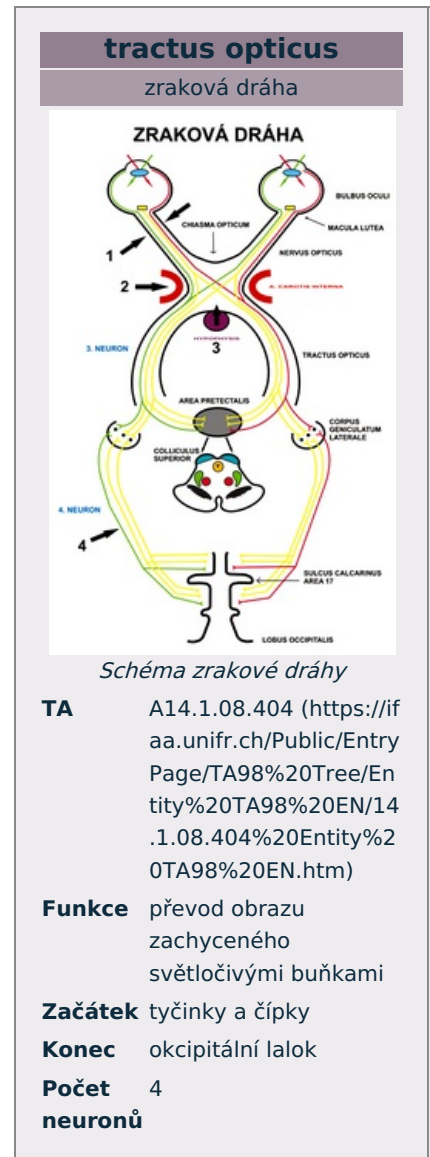 tractus opticus
zraková dráha
ZRAKOVÁ DRÁHA
BULBUS OCULI
CHIASMA OPTICUM
MACULA LUTEA
1
NERVUS OPTICUS
2
A. CAROTIS INTERNA
HYPOPHYSIS
3. NEURON
3
TRACTUS OPTICUS
AREA PRETECTALIS
CORPUS
GENICULATUM
LATERALE
COLLICULUS
SUPERIOR
4. NEURON
4
SULCUS CALCARINUS
AREA 17
LOBUS OCCIPITALIS
Schéma zrakové dráhy
TA A14.1.08.404 (https://if
aa.unifr.ch/Public/Entry
Page/TA98%20Tree/En
tity%20TA98%20EN/14
.1.08.404%20Entity%2
0TA98%20EN.htm)
Funkce převod obrazu
zachyceného
světločivými buňkami
Začátek tyčinky a čípky
Konec okcipitální lalok
Počet 4
neuronů